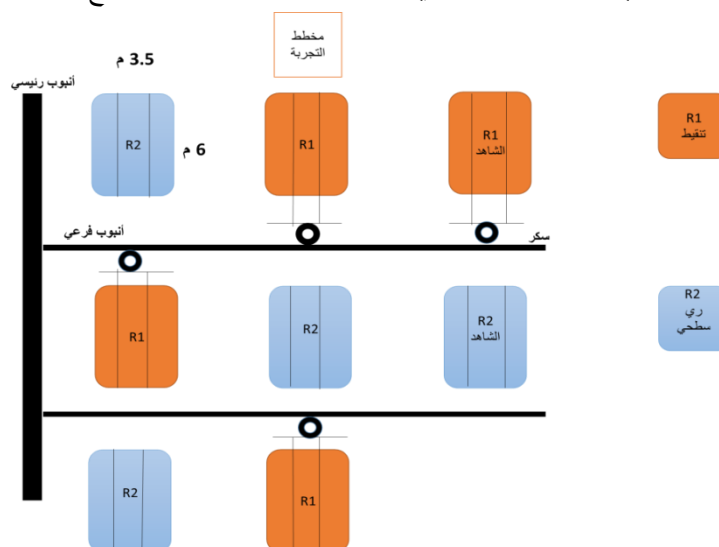 مخطط
التجربة
3.5 م
أنبوب رئيسي
R2
6 م
R1
R1
الشاهد
R1
تنقيط
أنبوب فرعي
سكر
R1
R2
R2
الشاهد
R2
ري
سطحي
R2
R1